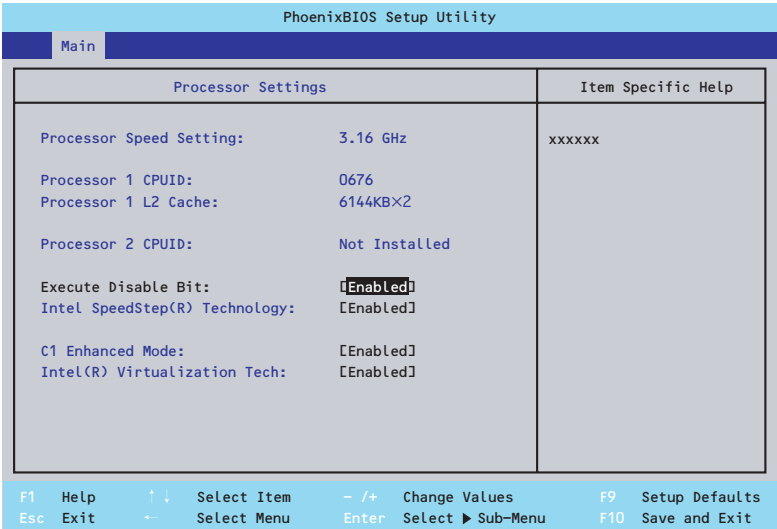 PhoenixBIOS Setup Utility
Main
Processor Settings
Item Specific Help
Processor Speed Setting: 3.16 GHz
xxxxxx
Processor 1 CPUID: 0676
Processor 1 L2 Cache: 6144KB×2
Processor 2 CPUID: Not Installed
Execute Disable Bit: [Enabled]
Intel SpeedStep(R) Technology: [Enabled]
C1 Enhanced Mode: [Enabled]
Intel(R) Virtualization Tech: [Enabled]
F1 Help ↑↓ Select Item - /+ Change Values F9 Setup Defaults
Esc Exit ← Select Menu Enter Select ▶ Sub-Menu F10 Save and Exit